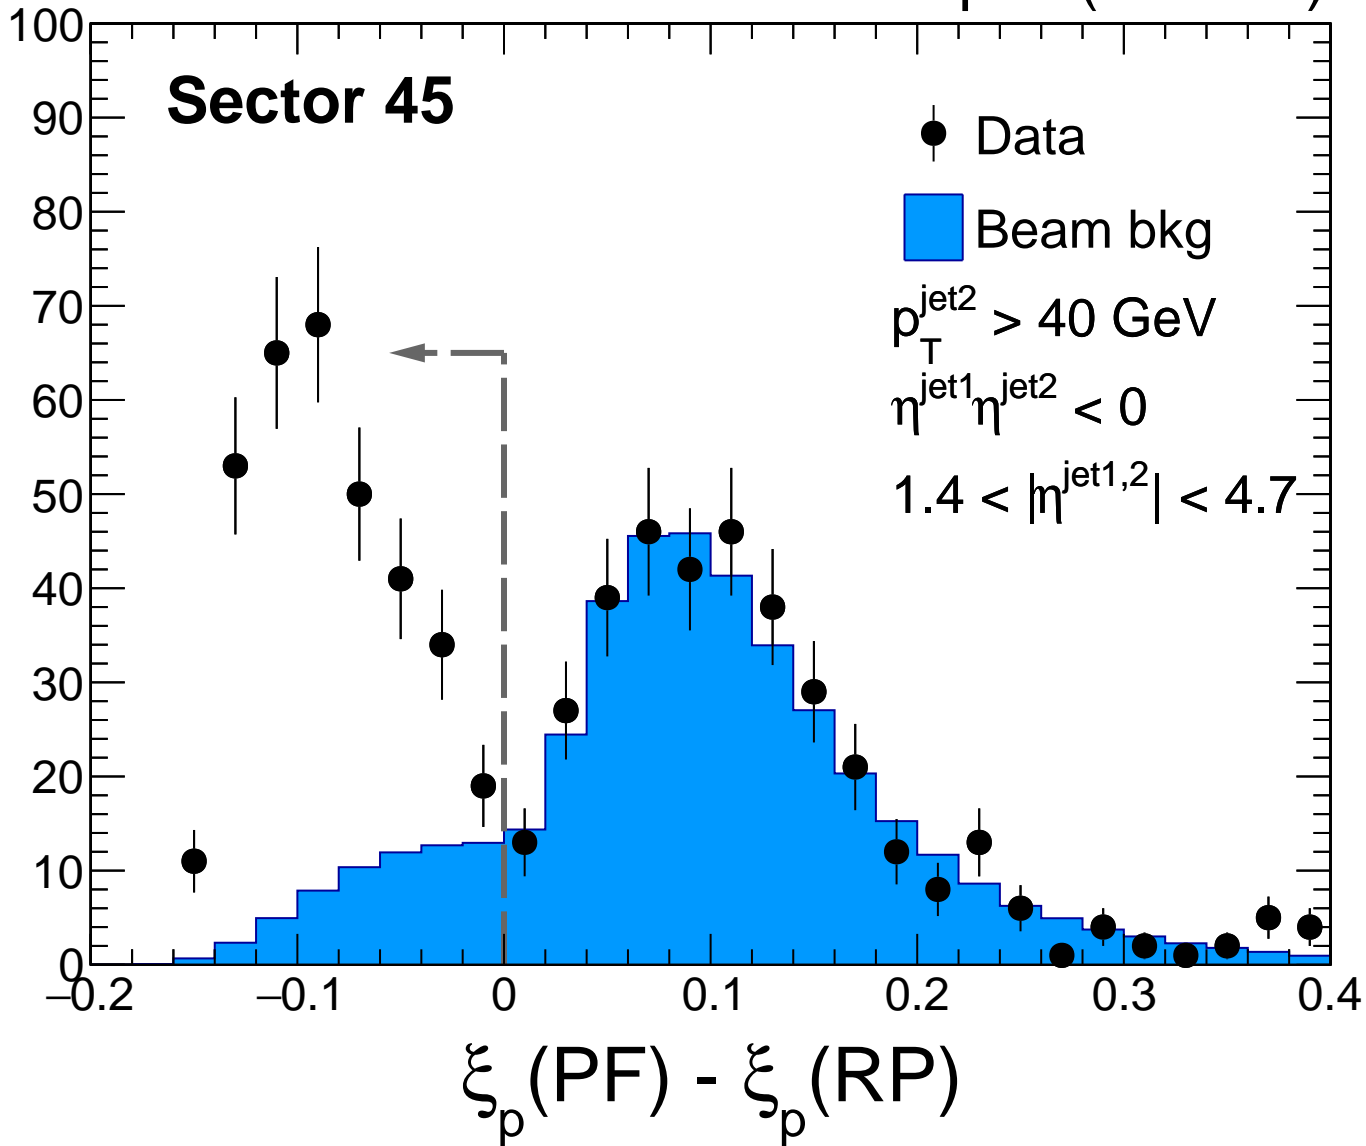 100
90
80
70
60
50
40
30
20
10
0
Sector 45
Data
Beam bkg
p_T^jet2 > 40 GeV
η^jet1 η^jet2 < 0
1.4 < |η^jet1,2| < 4.7
−0.2 −0.1 0 0.1 0.2 0.3 0.4
ξ_p(PF) - ξ_p(RP)